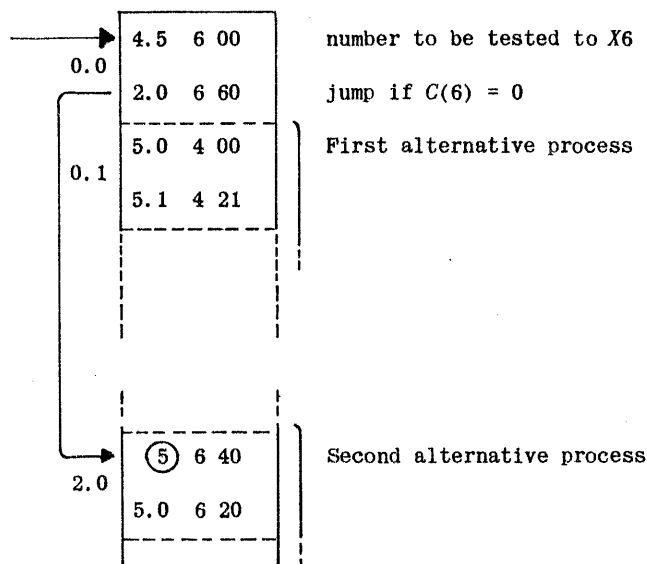 4.5 6 00 number to be tested to X6
0.0
2.0 6 60 jump if C(6) = 0
5.0 4 00 First alternative process
0.1
5.1 4 21
5 6 40 Second alternative process
2.0
5.0 6 20